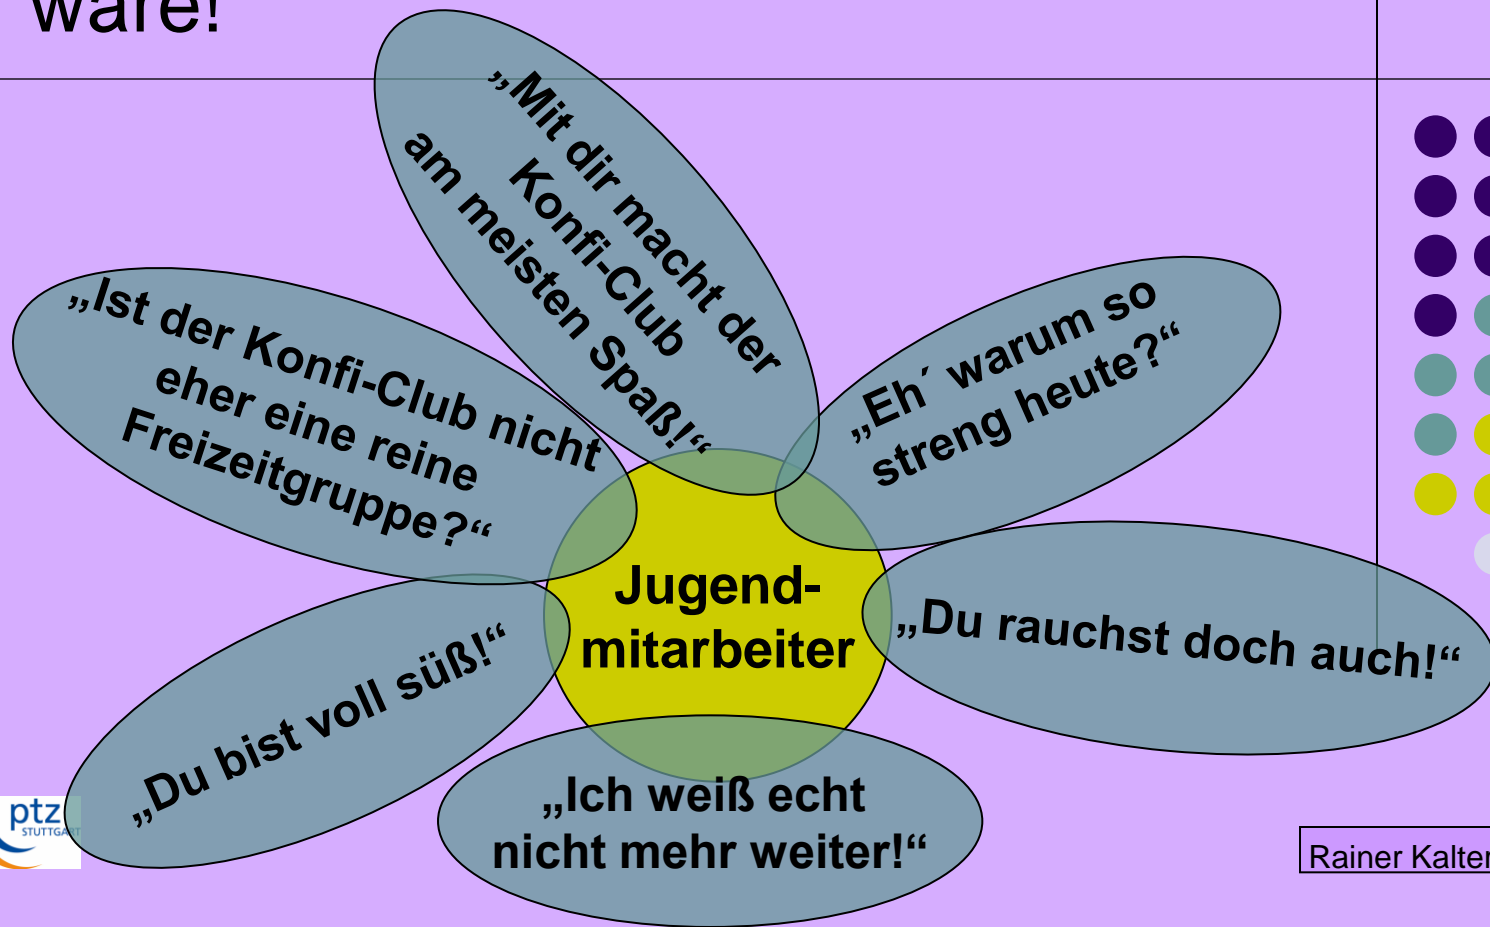 wäre!
„Mit dir macht der
Konfi-Club
am meisten Spaß!“
„Ist der Konfi-Club nicht
eher eine reine
Freizeitgruppe?“
„Eh´ warum so
streng heute?“
Jugend-
mitarbeiter
„Du rauchst doch auch!“
„Du bist voll süß!“
„Ich weiß echt
nicht mehr weiter!“
ptz
STUTTGART
Rainer